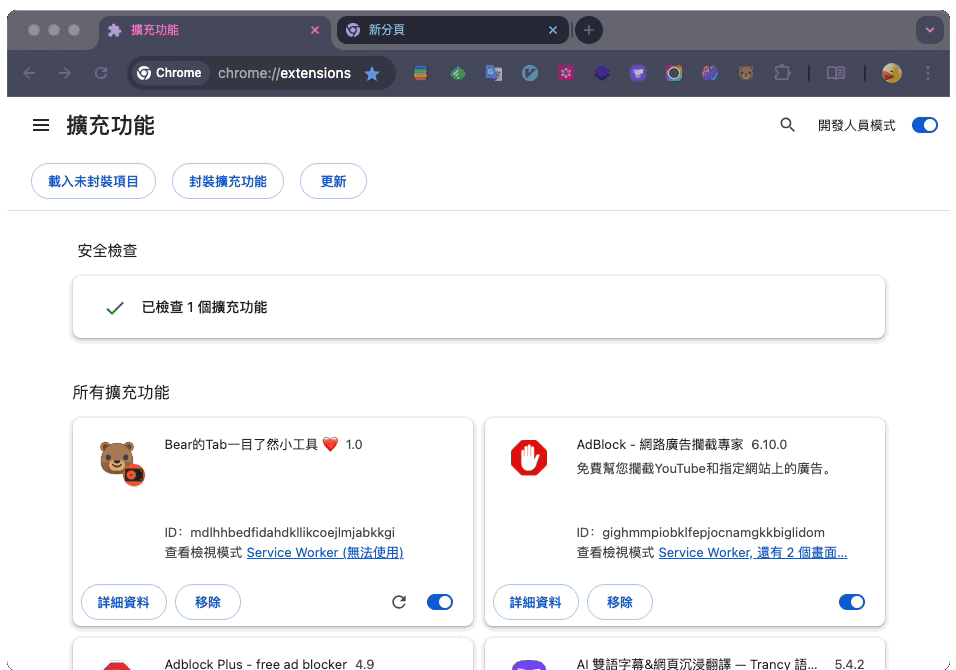 擴充功能
新分頁
Chrome
chrome://extensions
擴充功能
開發人員模式
載入未封裝項目
封裝擴充功能
更新
安全檢查
已檢查 1 個擴充功能
所有擴充功能
Bear的Tab一目了然小工具 ❤️ 1.0
ID：mdlhhbedfidahdkllikcoejlmjabkkgi
查看檢視模式 Service Worker (無法使用)
詳細資料
移除
AdBlock - 網路廣告攔截專家 6.10.0
免費幫您攔截YouTube和指定網站上的廣告。
ID：gighmmpiobklfepjocnamgkkbiglidom
查看檢視模式 Service Worker, 還有 2 個畫面...
詳細資料
移除
Adblock Plus - free ad blocker 4.9
AI 雙語字幕&網頁沉浸翻譯 — Trancy 語... 5.4.2